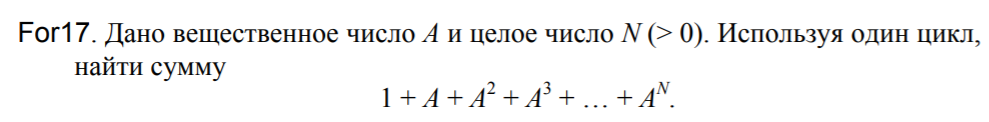 For17. Дано вещественное число A и целое число N (> 0). Используя один цикл,
найти сумму
1 + A + A² + A³ + … + Aᴺ.